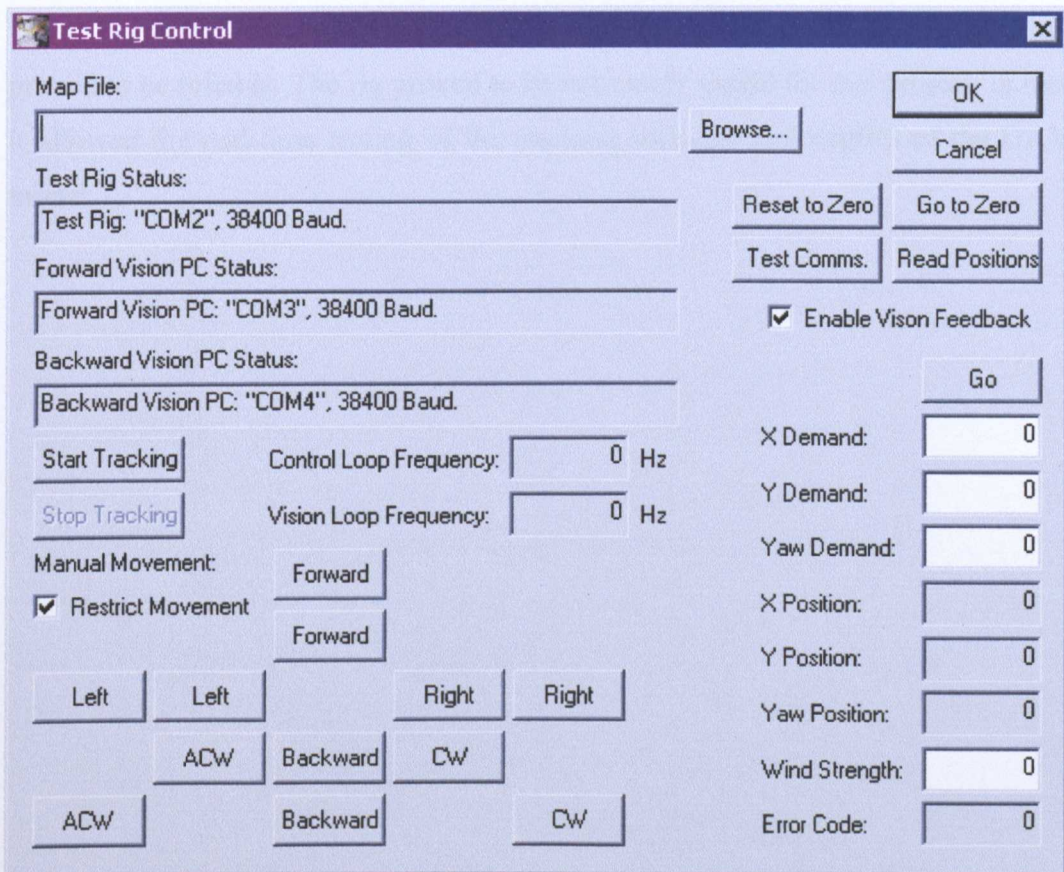 Test Rig Control
Map File:
Browse...
OK
Cancel
Test Rig Status:
Test Rig: "COM2", 38400 Baud.
Reset to Zero
Go to Zero
Forward Vision PC Status:
Test Comms.
Read Positions
Forward Vision PC: "COM3", 38400 Baud.
Enable Vison Feedback
Backward Vision PC Status:
Backward Vision PC: "COM4", 38400 Baud.
Go
Start Tracking
Control Loop Frequency: 0 Hz
X Demand: 0
Stop Tracking
Vision Loop Frequency: 0 Hz
Y Demand: 0
Manual Movement:
Forward
Yaw Demand: 0
Restrict Movement
X Position: 0
Forward
Y Position: 0
Left
Left
Right
Right
Yaw Position: 0
ACW
Backward
CW
Wind Strength: 0
ACW
Backward
CW
Error Code: 0